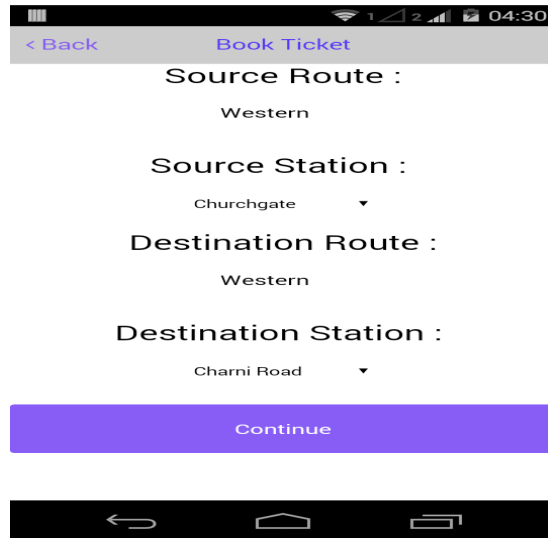 1 2 04:30
< Back Book Ticket
Source Route :
Western
Source Station :
Churchgate
Destination Route :
Western
Destination Station :
Charni Road
Continue